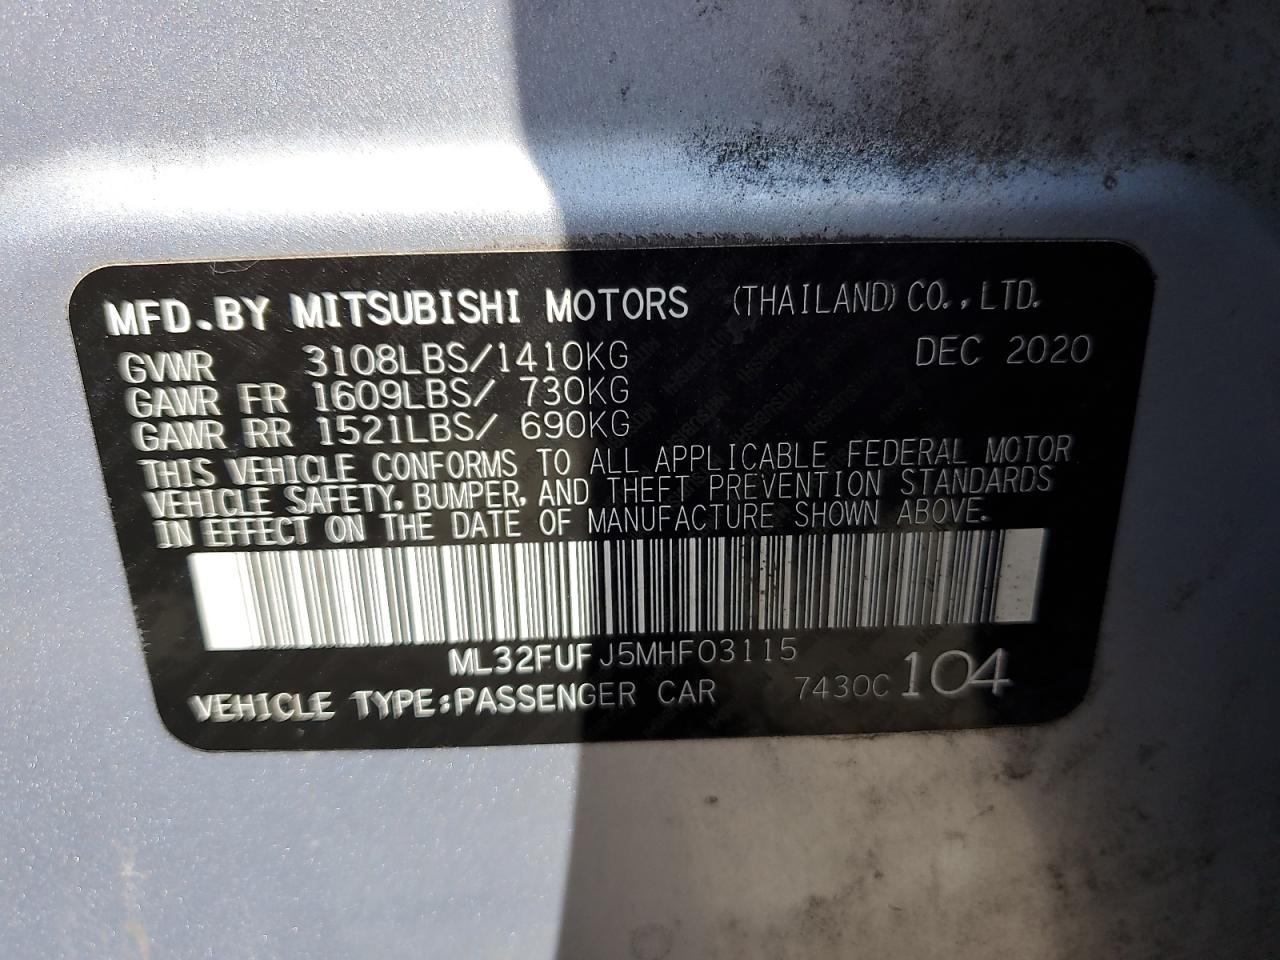 MFD.BY MITSUBISHI MOTORS (THAILAND) CO.,LTD.
GVWR 3108LBS/1410KG DEC 2020
GAWR FR 1609LBS/ 730KG
GAWR RR 1521LBS/ 690KG
THIS VEHICLE CONFORMS TO ALL APPLICABLE FEDERAL MOTOR
VEHICLE SAFETY, BUMPER, AND THEFT PREVENTION STANDARDS
IN EFFECT ON THE DATE OF MANUFACTURE SHOWN ABOVE.
ML32FUFJ5MHF03115
VEHICLE TYPE:PASSENGER CAR 7430C 104